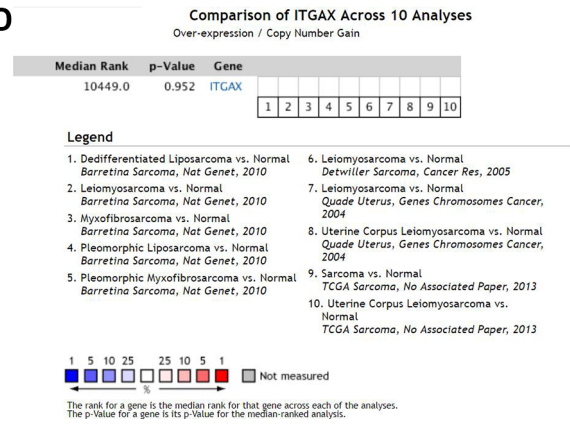 D
Comparison of ITGAX Across 10 Analyses
Over-expression / Copy Number Gain
Median Rank p-Value Gene
10449.0 0.952 ITGAX
1 2 3 4 5 6 7 8 9 10
Legend
1. Dedifferentiated Liposarcoma vs. Normal
Barretina Sarcoma, Nat Genet, 2010
2. Leiomyosarcoma vs. Normal
Barretina Sarcoma, Nat Genet, 2010
3. Myxofibrosarcoma vs. Normal
Barretina Sarcoma, Nat Genet, 2010
4. Pleomorphic Liposarcoma vs. Normal
Barretina Sarcoma, Nat Genet, 2010
5. Pleomorphic Myxofibrosarcoma vs. Normal
Barretina Sarcoma, Nat Genet, 2010
6. Leiomyosarcoma vs. Normal
Detwiller Sarcoma, Cancer Res, 2005
7. Leiomyosarcoma vs. Normal
Quade Uterus, Genes Chromosomes Cancer,
2004
8. Uterine Corpus Leiomyosarcoma vs. Normal
Quade Uterus, Genes Chromosomes Cancer,
2004
9. Sarcoma vs. Normal
TCGA Sarcoma, No Associated Paper, 2013
10. Uterine Corpus Leiomyosarcoma vs.
Normal
TCGA Sarcoma, No Associated Paper, 2013
1 5 10 25 25 10 5 1
Not measured
%
The rank for a gene is the median rank for that gene across each of the analyses.
The p-Value for a gene is its p-Value for the median-ranked analysis.